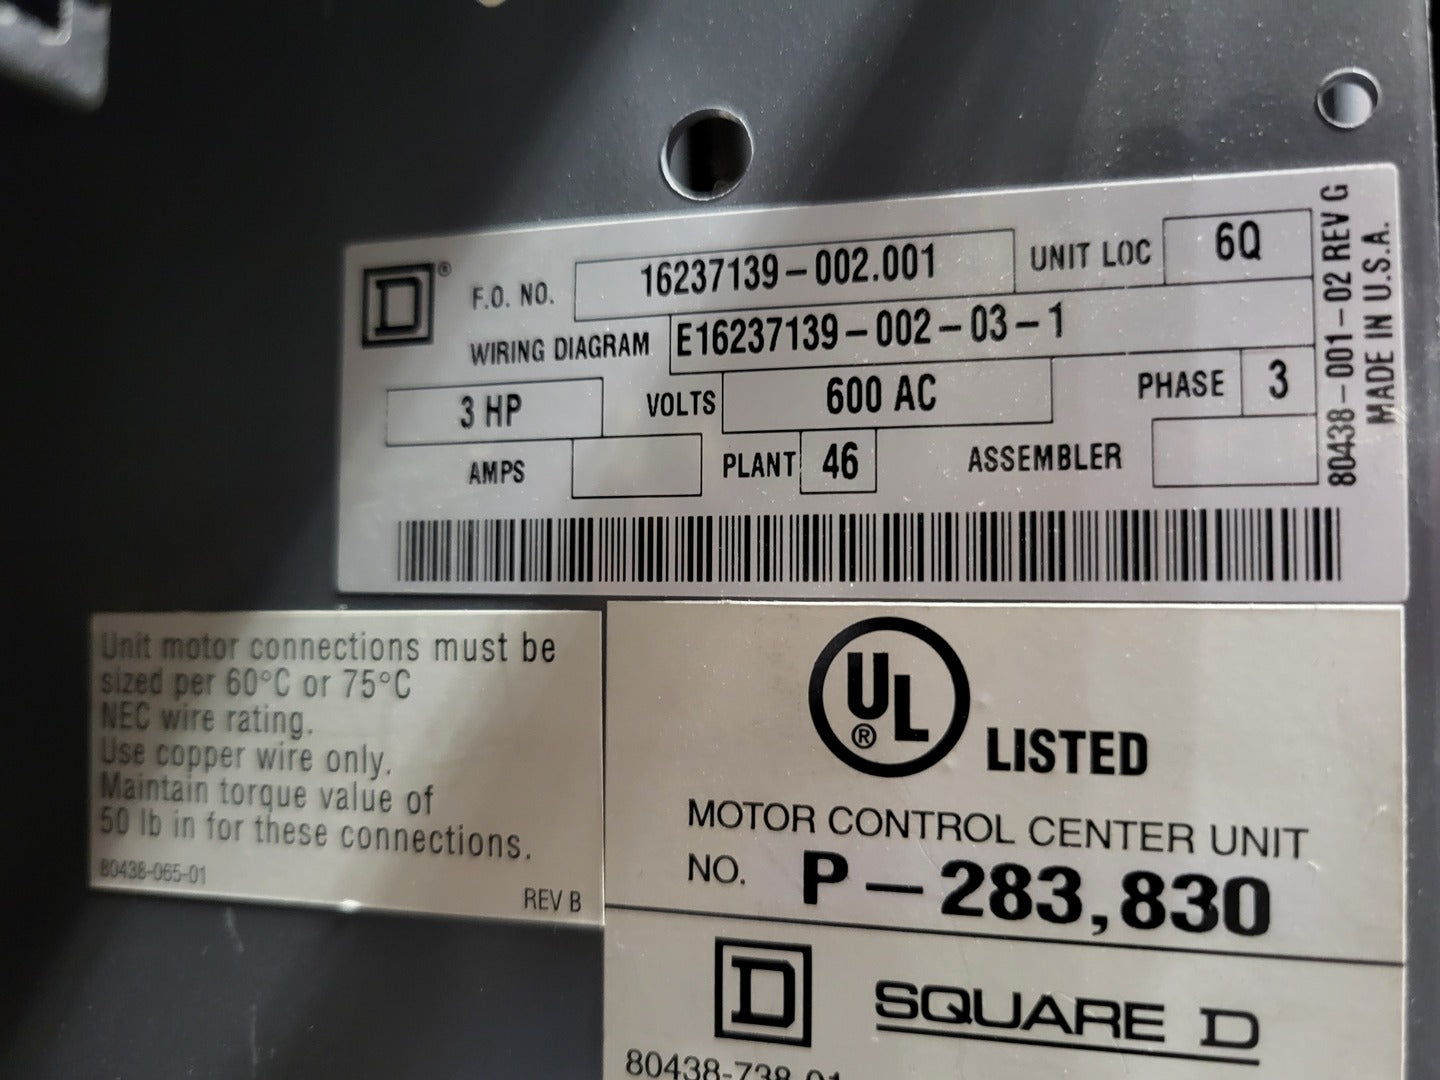 D®
F.O. NO. 16237139-002.001 UNIT LOC 6Q
WIRING DIAGRAM E16237139-002-03-1
3 HP VOLTS 600 AC PHASE 3
AMPS PLANT 46 ASSEMBLER
80438-001-02 REV G
MADE IN U.S.A.
Unit motor connections must be
sized per 60°C or 75°C
NEC wire rating.
Use copper wire only.
Maintain torque value of
50 lb in for these connections.
80438-065-01
REV B
UL® LISTED
MOTOR CONTROL CENTER UNIT
NO. P-283,830
D SQUARE D
80438-738-01